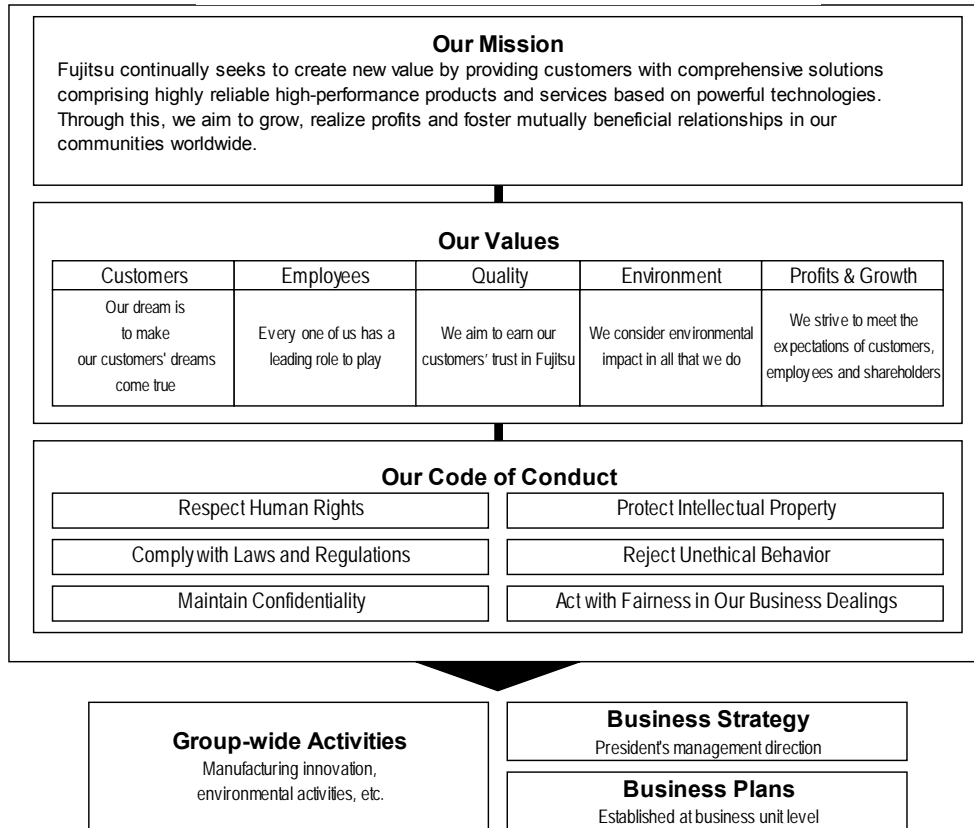 Our Mission
Fujitsu continually seeks to create new value by providing customers with comprehensive solutions
comprising highly reliable high-performance products and services based on powerful technologies.
Through this, we aim to grow, realize profits and foster mutually beneficial relationships in our
communities worldwide.
Our Values
Customers
Our dream is
to make
our customers' dreams
come true
Employees
Every one of us has a
leading role to play
Quality
We aim to earn our
customers' trust in Fujitsu
Environment
We consider environmental
impact in all that we do
Profits & Growth
We strive to meet the
expectations of customers,
employees and shareholders
Our Code of Conduct
Respect Human Rights
Protect Intellectual Property
Comply with Laws and Regulations
Reject Unethical Behavior
Maintain Confidentiality
Act with Fairness in Our Business Dealings
Group-wide Activities
Manufacturing innovation,
environmental activities, etc.
Business Strategy
President's management direction
Business Plans
Established at business unit level